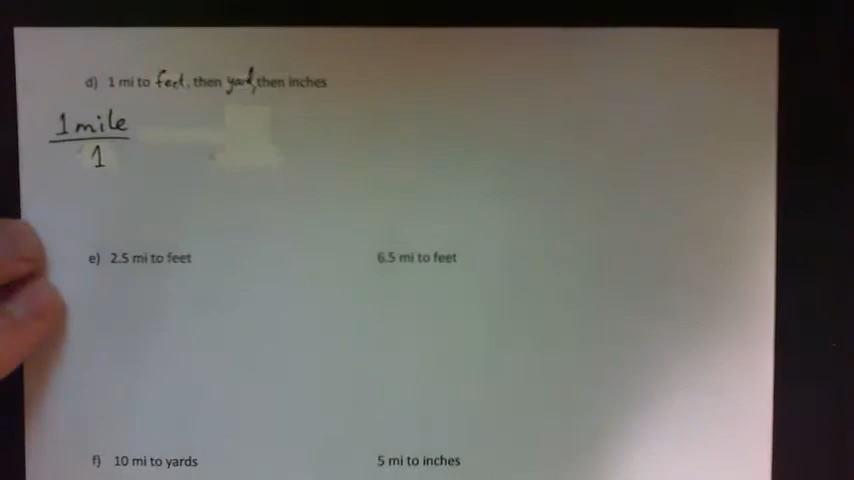 d) 1 mi to feet, then yard, then inches
1 mile
1
e) 2.5 mi to feet
6.5 mi to feet
f) 10 mi to yards
5 mi to inches